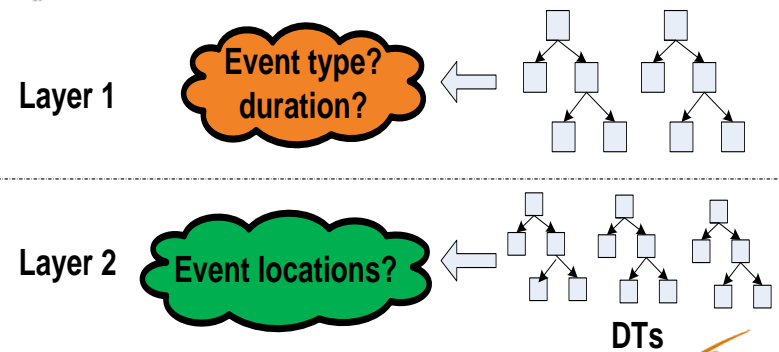 Event type?
duration?
Layer 1
Layer 2
Event locations?
DTs